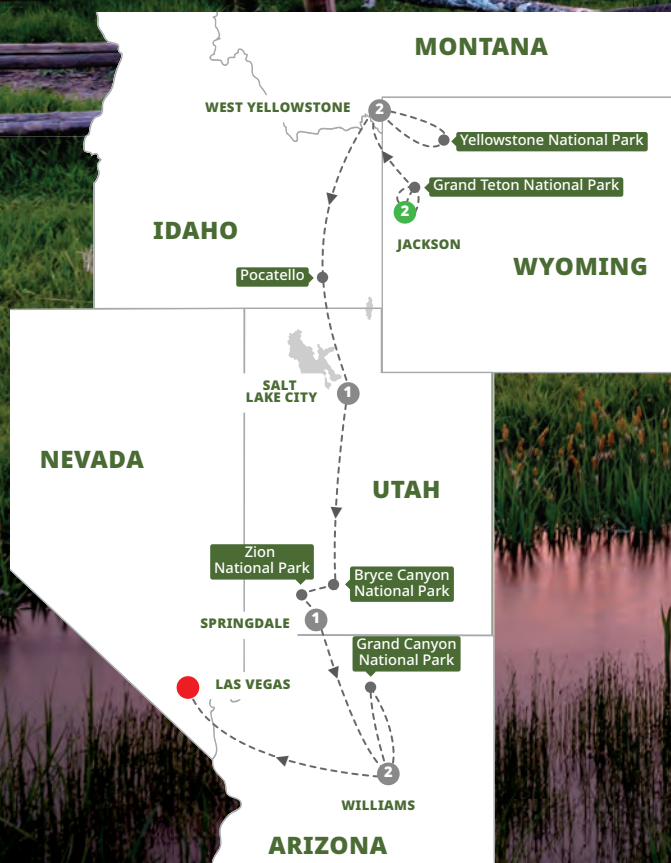 MONTANA
WEST YELLOWSTONE
2
Yellowstone National Park
Grand Teton National Park
2
JACKSON
IDAHO
WYOMING
Pocatello
SALT
LAKE CITY
1
NEVADA
UTAH
Zion
National Park
Bryce Canyon
National Park
SPRINGDALE
1
Grand Canyon
National Park
LAS VEGAS
2
WILLIAMS
ARIZONA